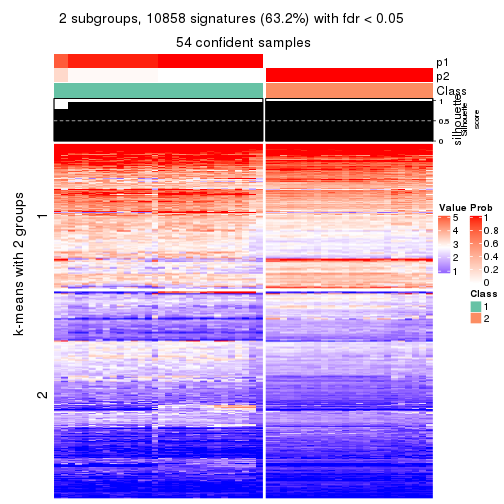 2 subgroups, 10858 signatures (63.2%) with fdr < 0.05
54 confident samples
p1
p2
Class
1
0.5
0
silhouette
Silhouette
score
k-means with 2 groups
1
2
Value
5
4
3
2
1
Prob
1
0.8
0.6
0.4
0.2
0
Class
1
2